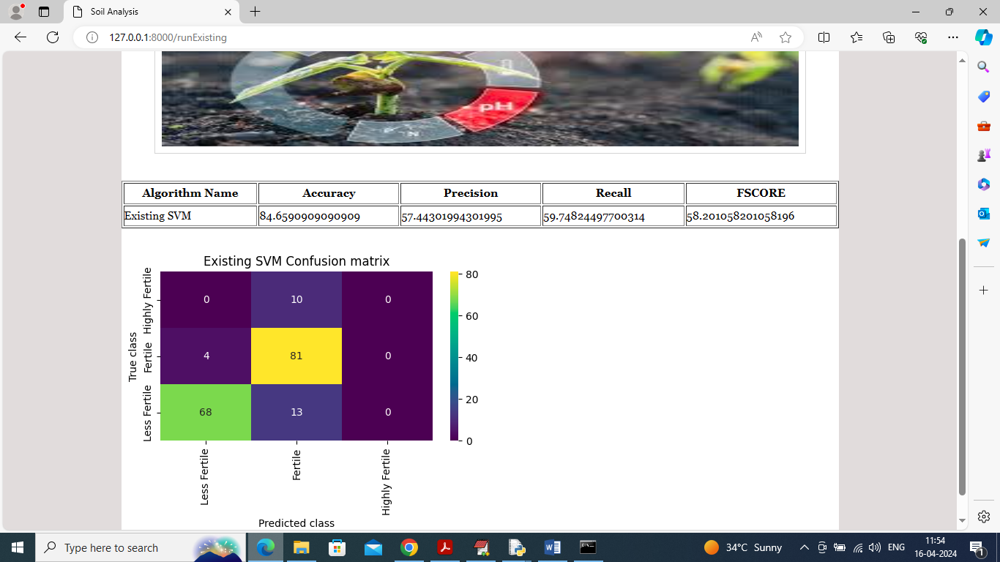 Soil Analysis
127.0.0.1:8000/runExisting
pH
N
Algorithm Name Accuracy Precision Recall FSCORE
Existing SVM 84.6590909090909 57.44301994301995 59.74824497700314 58.201058201058196
Existing SVM Confusion matrix
True class
Highly Fertile 0 10 0
Fertile 4 81 0
Less Fertile 68 13 0
Less Fertile Fertile Highly Fertile
Predicted class
80
60
40
20
0
Type here to search
34°C Sunny
ENG
11:54
16-04-2024
1